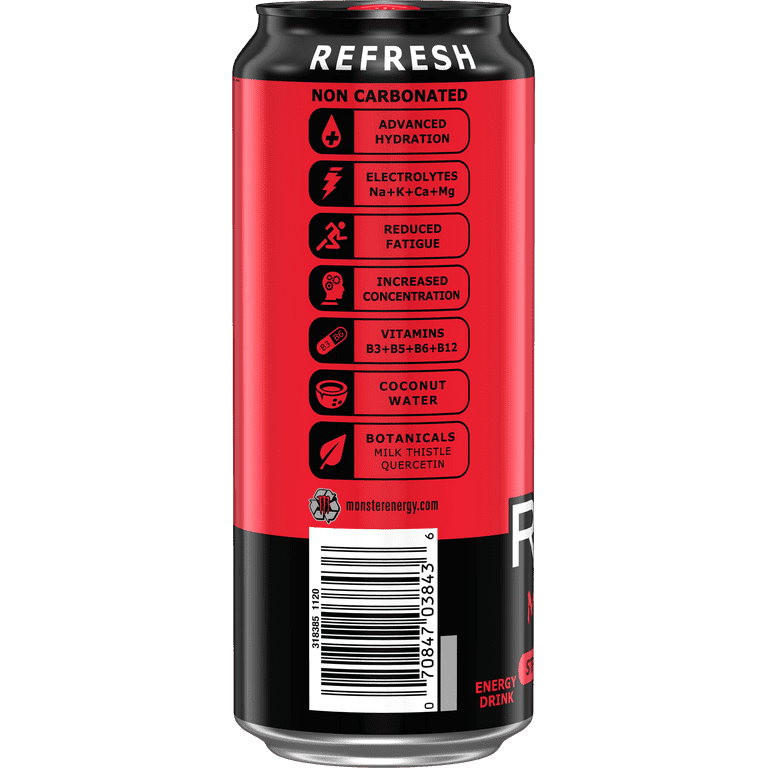 REFRESH
NON CARBONATED
ADVANCED
HYDRATION
ELECTROLYTES
Na+K+Ca+Mg
REDUCED
FATIGUE
INCREASED
CONCENTRATION
B3 B6
VITAMINS
B3+B5+B6+B12
COCONUT
WATER
BOTANICALS
MILK THISTLE
QUERCETIN
monsterenergy.com
318385 1120
0 70847 03843 6
R
M
ST
ENERGY
DRINK